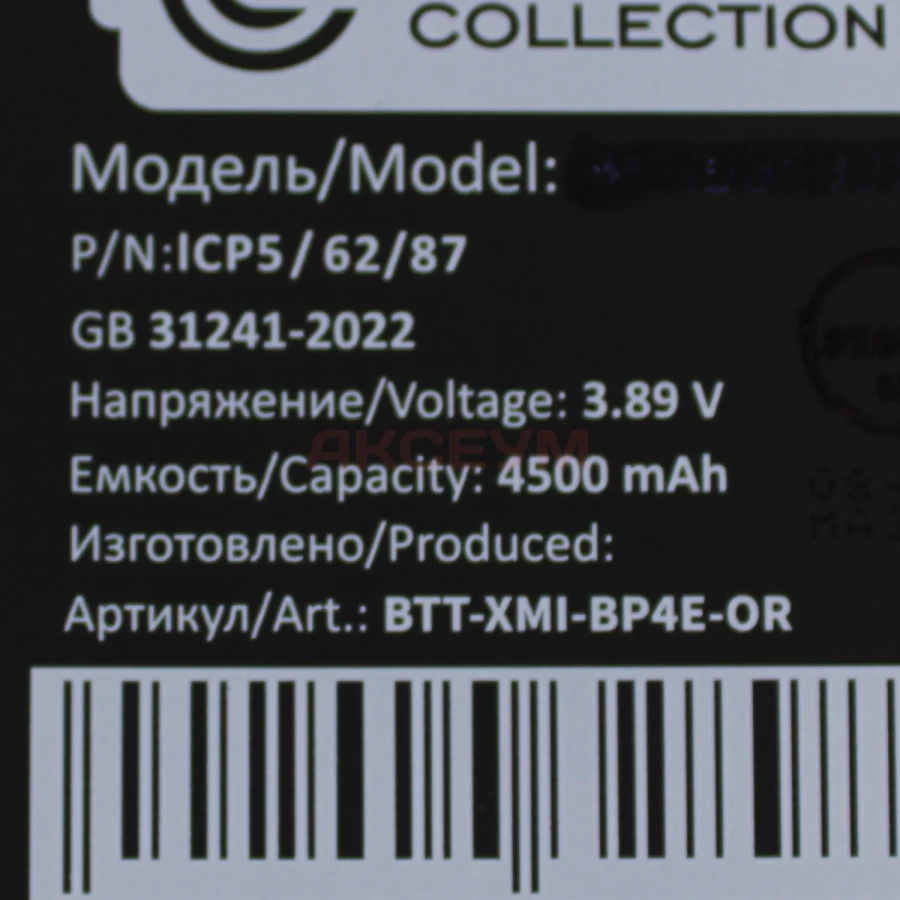 COLLECTION
Модель/Model:
P/N:ICP5/62/87
GB 31241-2022
Напряжение/Voltage: 3.89 V
АКСЕУМ
Емкость/Capacity: 4500 mAh
Изготовлено/Produced:
Артикул/Art.: BTT-XMI-BP4E-OR